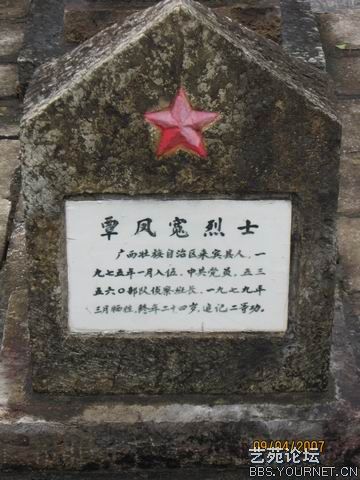 覃凤宽烈士
广西壮族自治区来宾县人，一
九七五年一月入伍，中共党员，五三
五六〇部队侦察班长，一九七九年
三月牺牲，终年二十四岁，追记二等功。
09/04/2007
艺苑论坛
BBS.YOURNET.CN